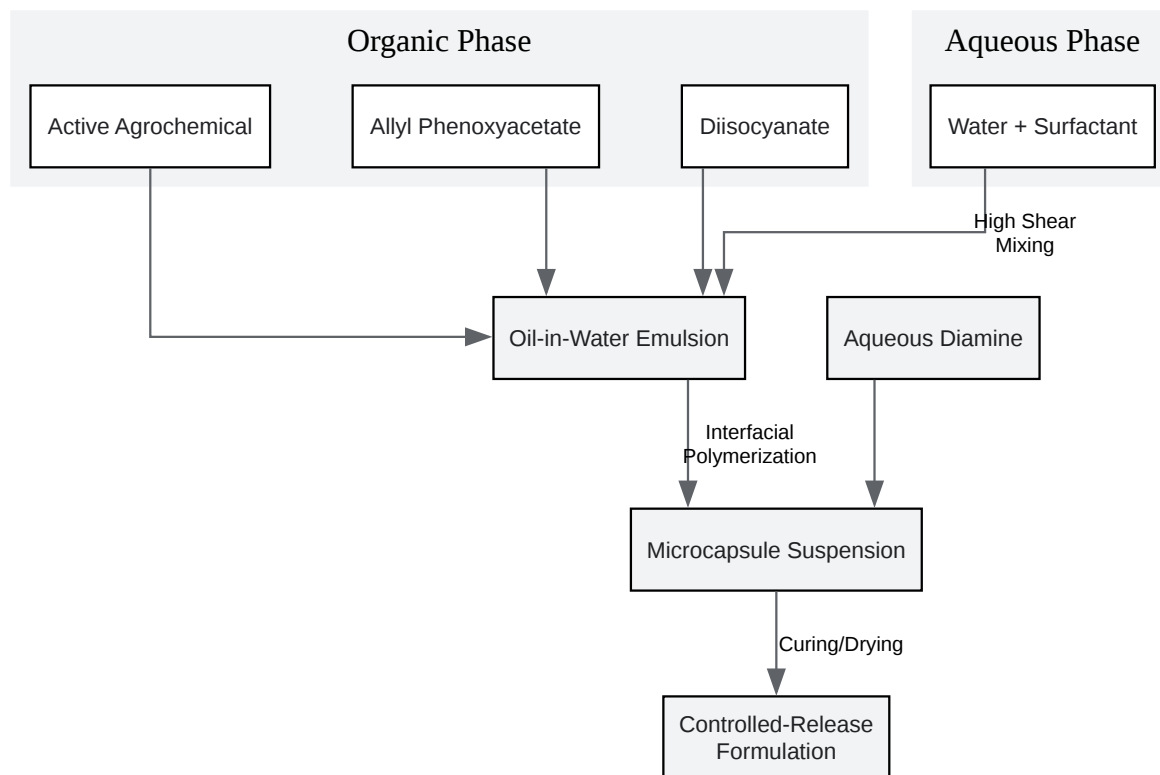 Organic Phase
Aqueous Phase
Active Agrochemical
Allyl Phenoxyacetate
Diisocyanate
Water + Surfactant
High Shear
Mixing
Oil-in-Water Emulsion
Aqueous Diamine
Interfacial
Polymerization
Microcapsule Suspension
Curing/Drying
Controlled-Release
Formulation